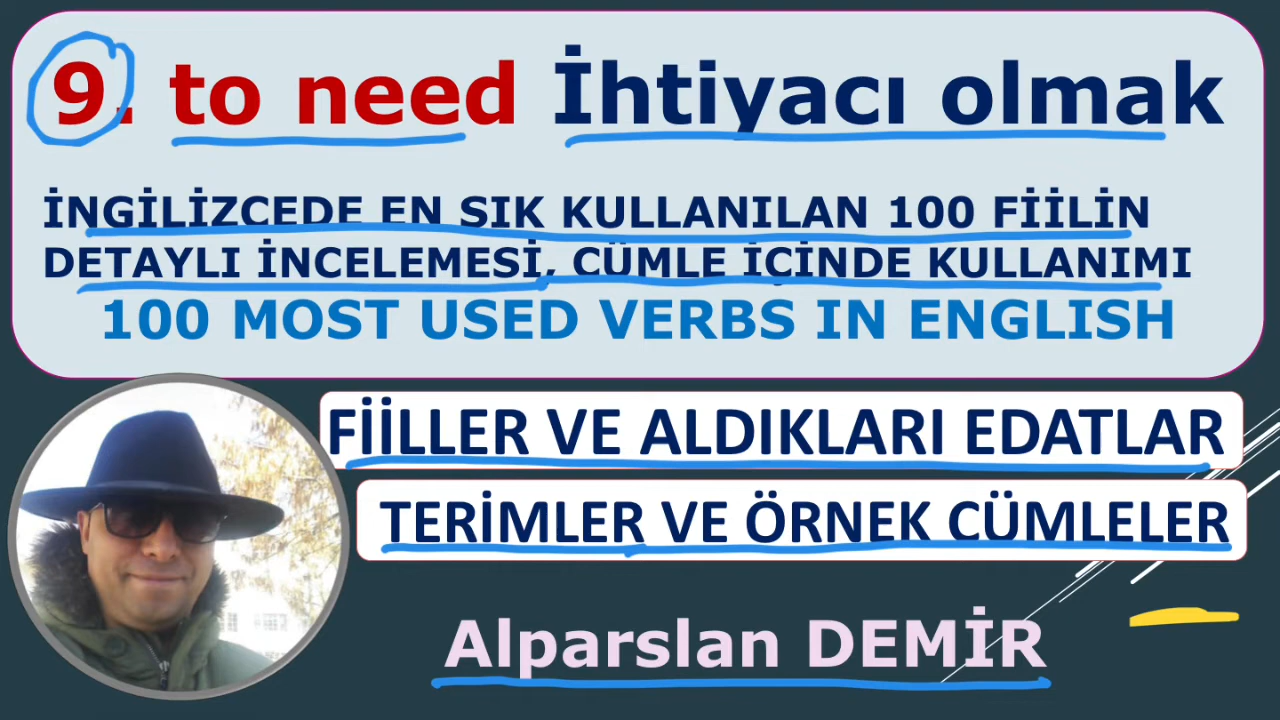 9. to need İhtiyacı olmak
İNGİLİZCEDE EN SIK KULLANILAN 100 FİİLİN
DETAYLI İNCELEMESİ, CÜMLE İÇİNDE KULLANIMI
100 MOST USED VERBS IN ENGLISH
FİİLLER VE ALDIKLARI EDATLAR
TERİMLER VE ÖRNEK CÜMLELER
Alparslan DEMİR